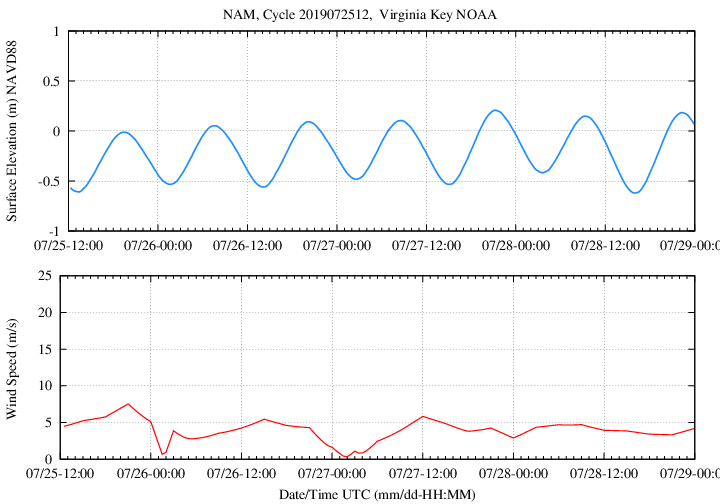 NAM, Cycle 2019072512, Virginia Key NOAA
Surface Elevation (m) NAVD88
1
0.5
0
-0.5
-1
07/25-12:00 07/26-00:00 07/26-12:00 07/27-00:00 07/27-12:00 07/28-00:00 07/28-12:00 07/29-00:0
Wind Speed (m/s)
25
20
15
10
5
0
07/25-12:00 07/26-00:00 07/26-12:00 07/27-00:00 07/27-12:00 07/28-00:00 07/28-12:00 07/29-00:0
Date/Time UTC (mm/dd-HH:MM)